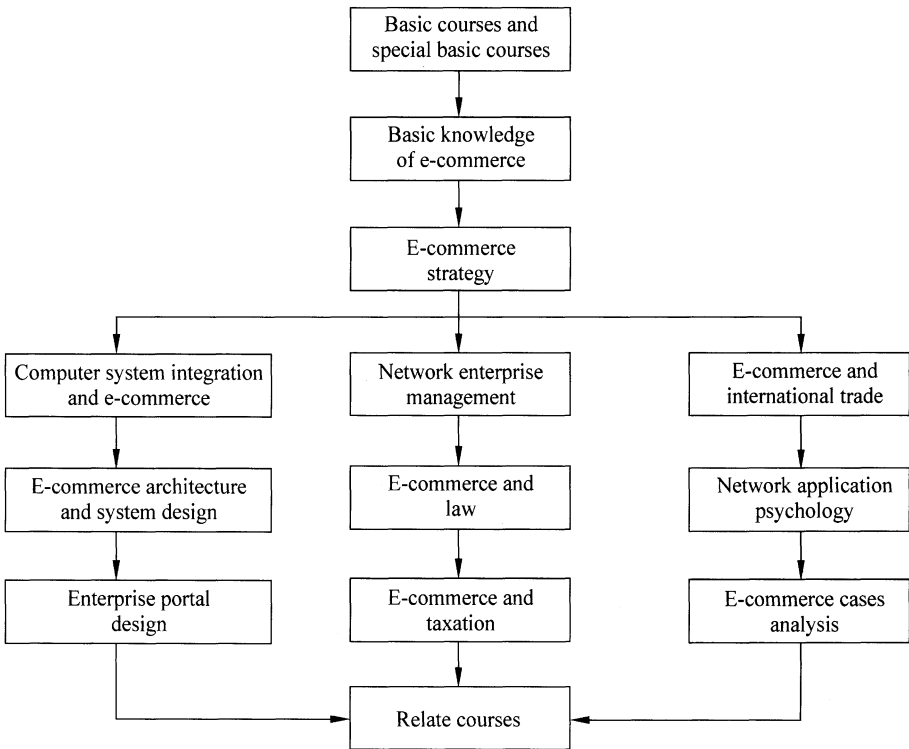 Basic courses and
special basic courses
Basic knowledge
of e-commerce
E-commerce
strategy
Computer system integration
and e-commerce
Network enterprise
management
E-commerce and
international trade
E-commerce architecture
and system design
E-commerce and
law
Network application
psychology
Enterprise portal
design
E-commerce and
taxation
E-commerce cases
analysis
Relate courses